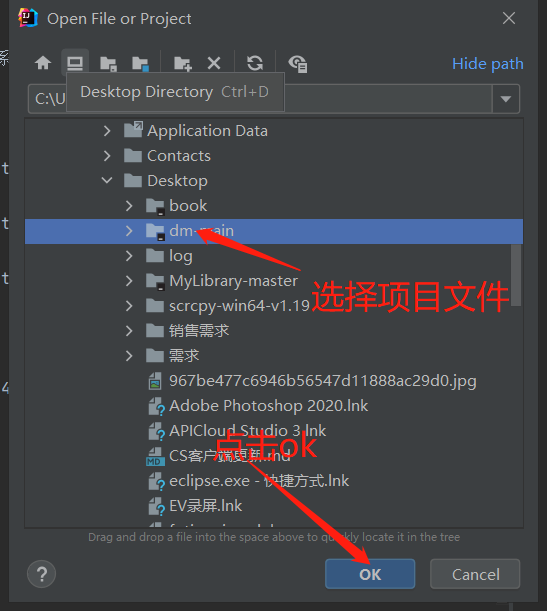 Open File or Project
Hide path
Desktop Directory Ctrl+D
C:\U
Application Data
Contacts
Desktop
book
dm-main
log
MyLibrary-master
选择项目文件
scrcpy-win64-v1.19
销售需求
需求
967be477c6946b56547d11888ac29d0.jpg
Adobe Photoshop 2020.lnk
APICloud Studio 3.lnk
点击ok
CS客户端更新.md
eclipse.exe - 快捷方式.lnk
EV录屏.lnk
Drag and drop a file into the space above to quickly locate it in the tree
?
OK
Cancel